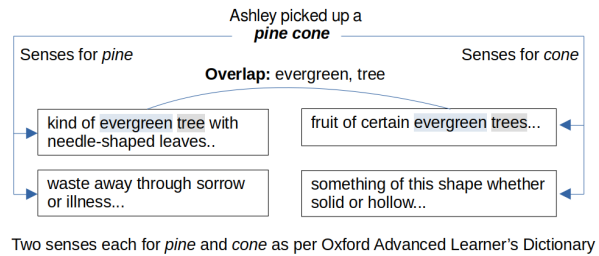 Ashley picked up a
pine cone
Senses for pine
Senses for cone
Overlap: evergreen, tree
kind of evergreen tree with
needle-shaped leaves..
fruit of certain evergreen trees...
waste away through sorrow
or illness...
something of this shape whether
solid or hollow...
Two senses each for pine and cone as per Oxford Advanced Learner’s Dictionary